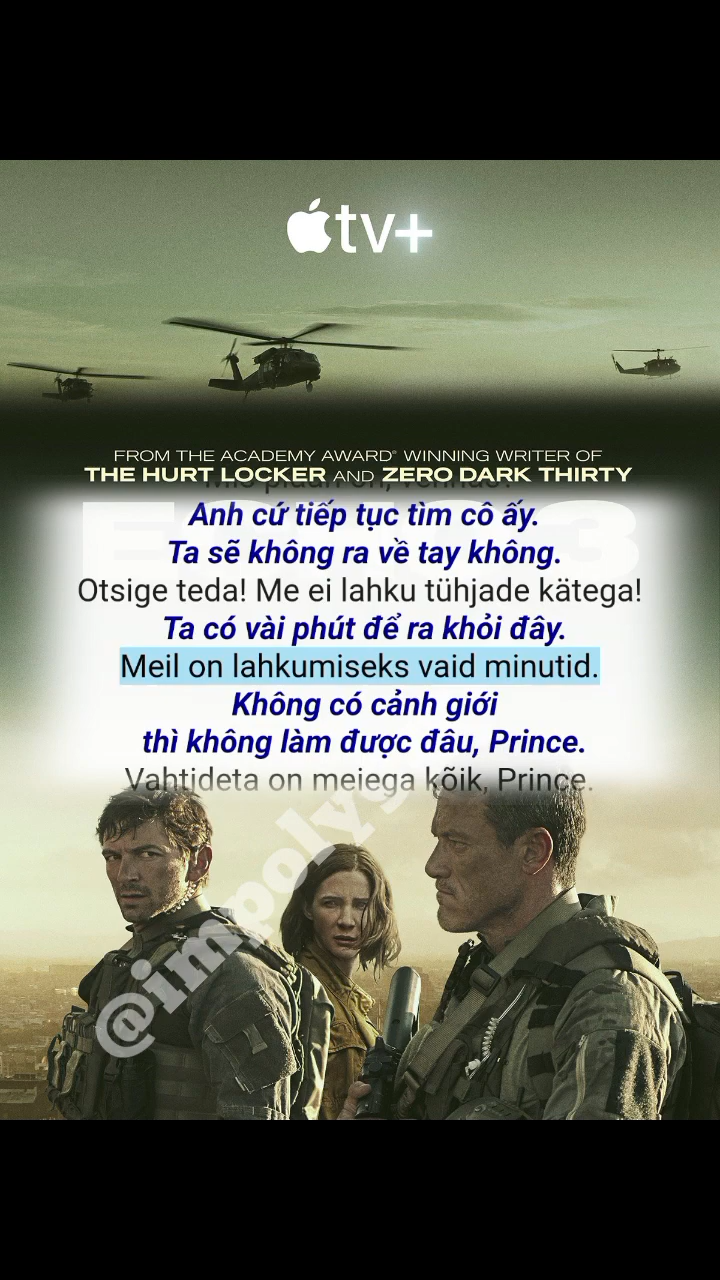 tv+
FROM THE ACADEMY AWARD® WINNING WRITER OF
THE HURT LOCKER AND ZERO DARK THIRTY
Anh cứ tiếp tục tìm cô ấy.
Ta sẽ không ra về tay không.
Otsige teda! Me ei lahku tühjade kätega!
Ta có vài phút để ra khỏi đây.
Meil on lahkumiseks vaid minutid.
Không có cảnh giới
thì không làm được đâu, Prince.
Vahtideta on meiega kõik, Prince.